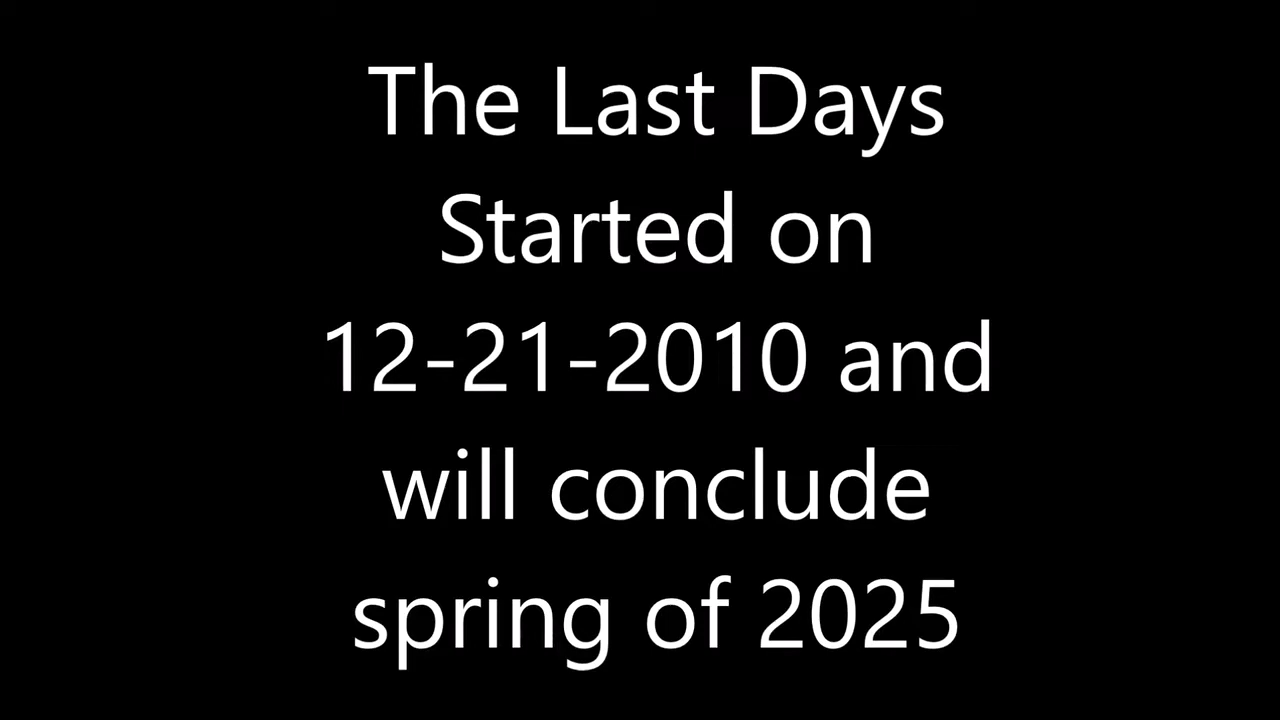 The Last Days
Started on
12-21-2010 and
will conclude
spring of 2025